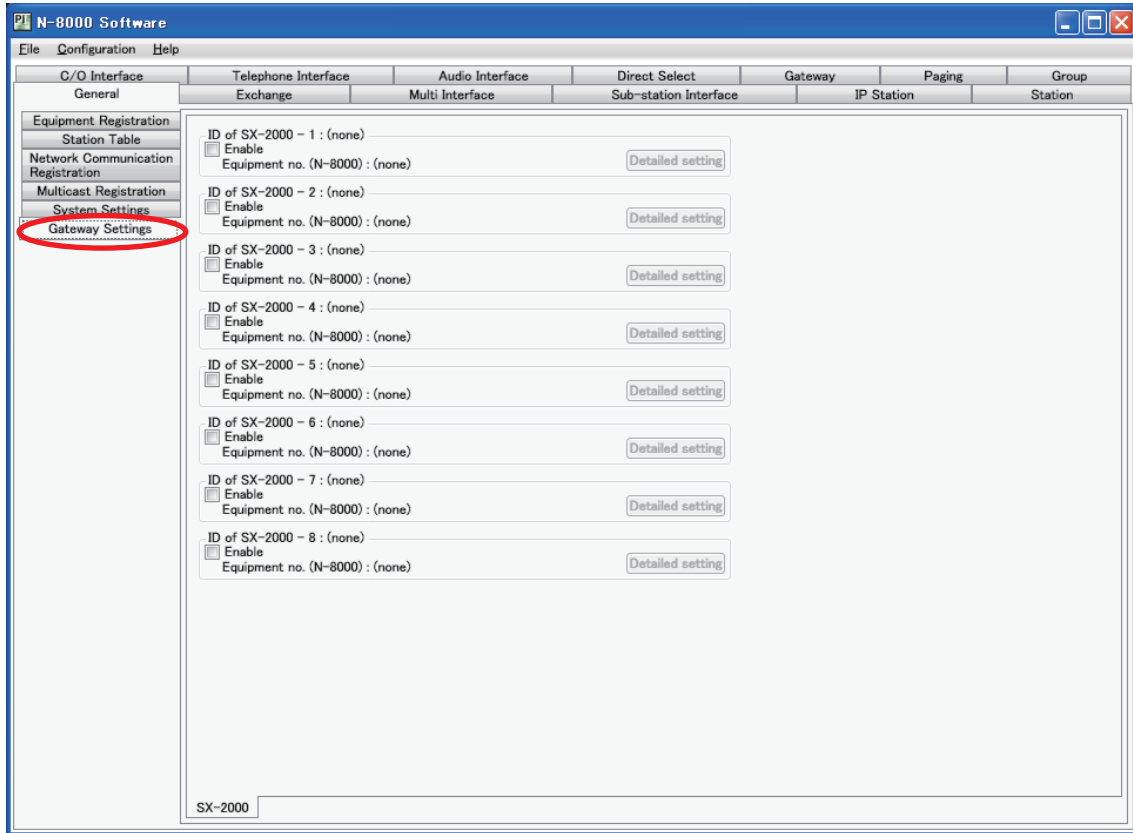 N-8000 Software
File Configuration Help
C/O Interface Telephone Interface Audio Interface Direct Select Gateway Paging Group
General Exchange Multi Interface Sub-station Interface IP Station Station
Equipment Registration
Station Table
Network Communication
Registration
Multicast Registration
System Settings
Gateway Settings
ID of SX-2000 - 1 : (none)
Enable
Equipment no. (N-8000) : (none) Detailed setting
ID of SX-2000 - 2 : (none)
Enable
Equipment no. (N-8000) : (none) Detailed setting
ID of SX-2000 - 3 : (none)
Enable
Equipment no. (N-8000) : (none) Detailed setting
ID of SX-2000 - 4 : (none)
Enable
Equipment no. (N-8000) : (none) Detailed setting
ID of SX-2000 - 5 : (none)
Enable
Equipment no. (N-8000) : (none) Detailed setting
ID of SX-2000 - 6 : (none)
Enable
Equipment no. (N-8000) : (none) Detailed setting
ID of SX-2000 - 7 : (none)
Enable
Equipment no. (N-8000) : (none) Detailed setting
ID of SX-2000 - 8 : (none)
Enable
Equipment no. (N-8000) : (none) Detailed setting
SX-2000